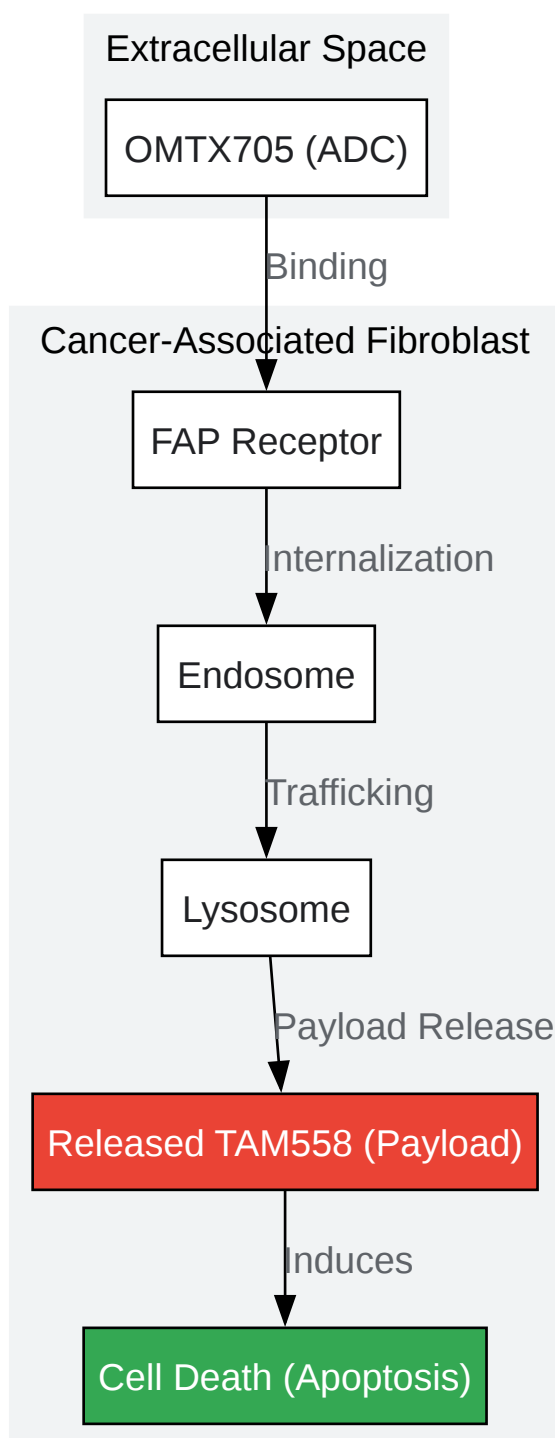 Extracellular Space
OMTX705 (ADC)
Binding
Cancer-Associated Fibroblast
FAP Receptor
Internalization
Endosome
Trafficking
Lysosome
Payload Release
Released TAM558 (Payload)
Induces
Cell Death (Apoptosis)